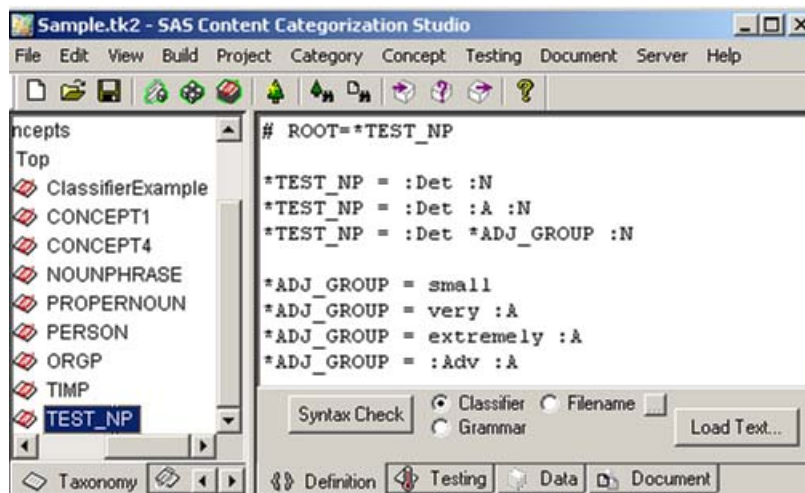 Sample.tk2 - SAS Content Categorization Studio
File Edit View Build Project Category Concept Testing Document Server Help
ncepts
Top
ClassifierExample
CONCEPT1
CONCEPT4
NOUNPHRASE
PROPERNOUN
PERSON
ORGP
TIMP
TEST_NP
Taxonomy
# ROOT=*TEST_NP
*TEST_NP = :Det :N
*TEST_NP = :Det :A :N
*TEST_NP = :Det *ADJ_GROUP :N
*ADJ_GROUP = small
*ADJ_GROUP = very :A
*ADJ_GROUP = extremely :A
*ADJ_GROUP = :Adv :A
Syntax Check Classifier Filename ...
Grammar Load Text...
Definition Testing Data Document